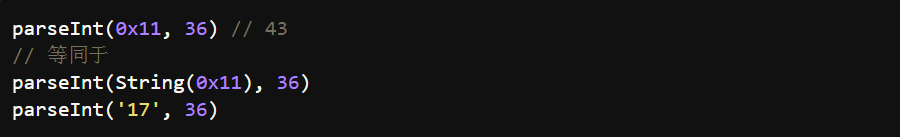 parseInt(0x11, 36) // 43
// 等同于
parseInt(String(0x11), 36)
parseInt('17', 36)